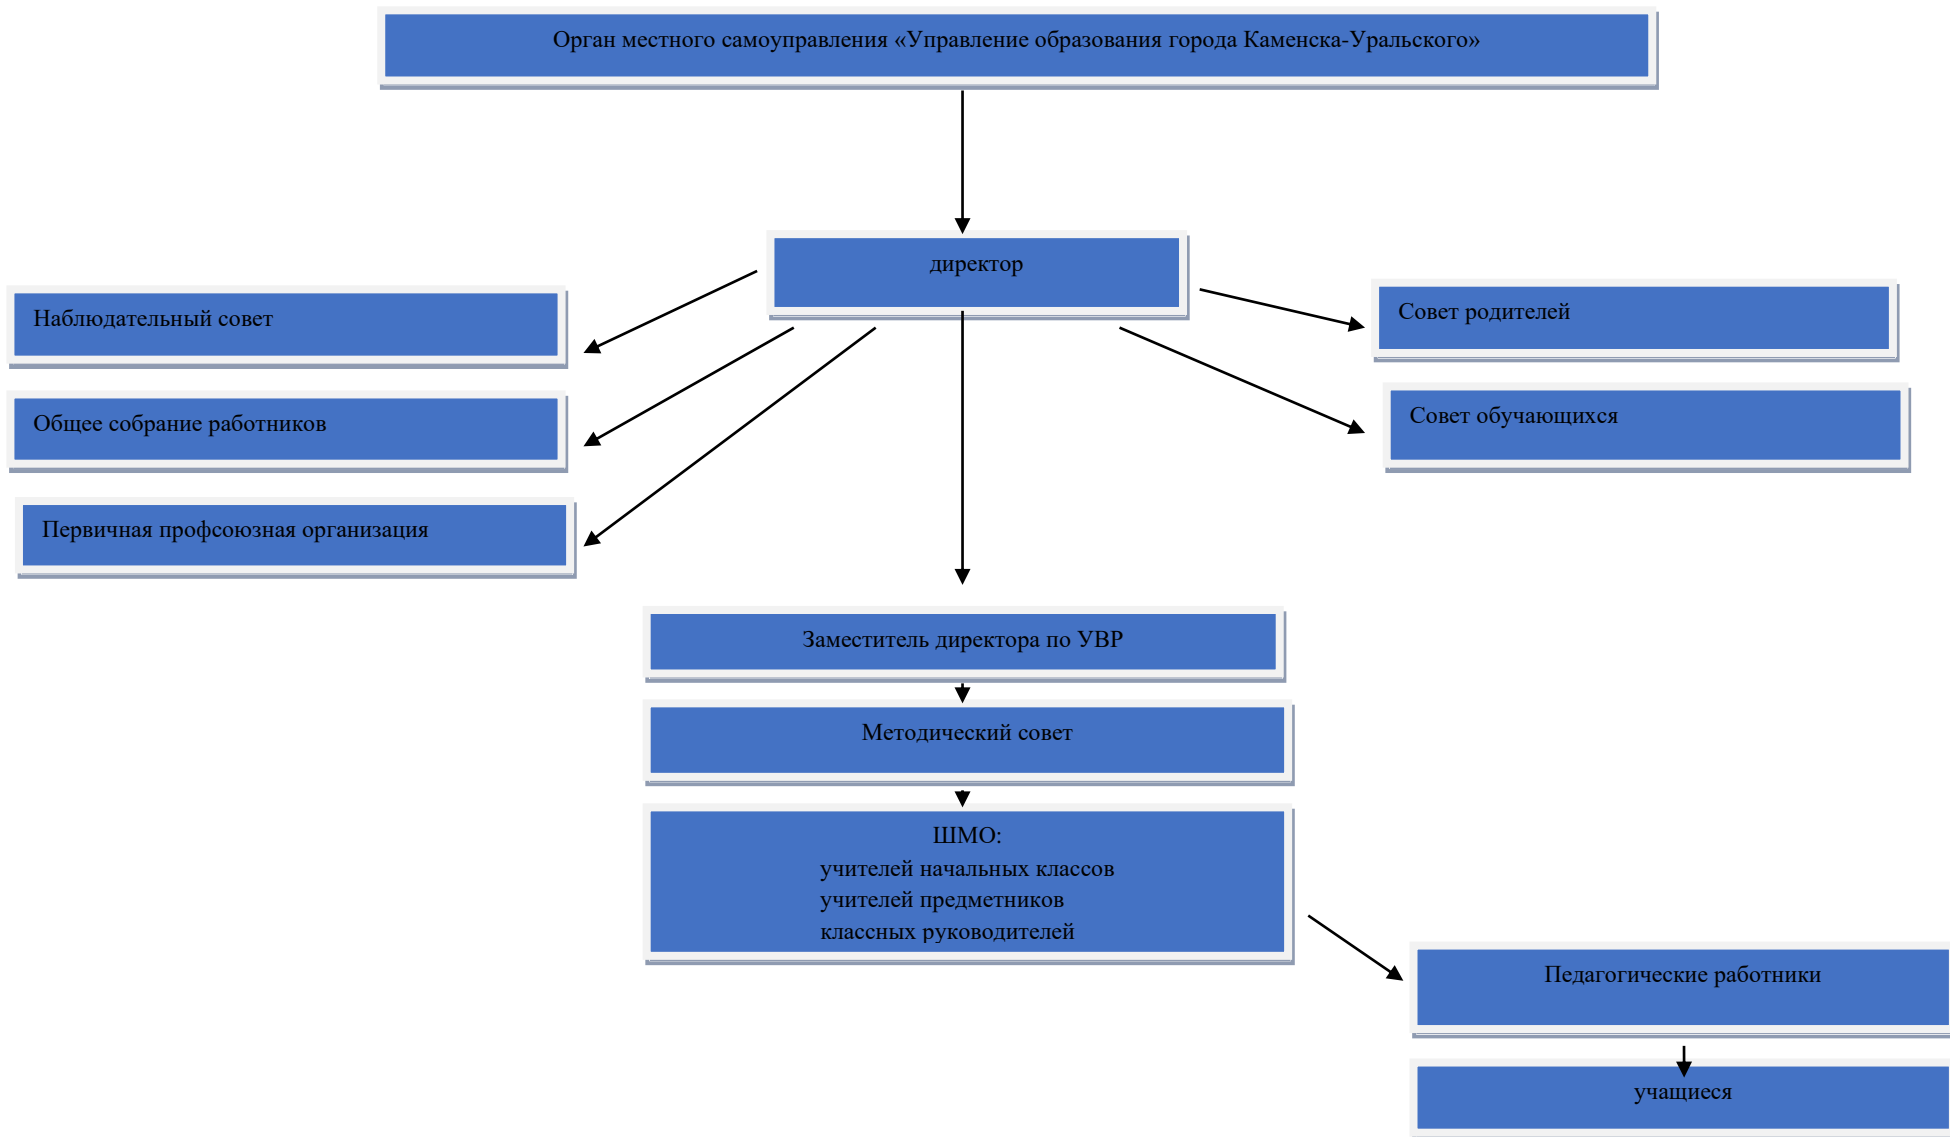 Орган местного самоуправления «Управление образования города Каменска-Уральского»
директор
Наблюдательный совет
Совет родителей
Общее собрание работников
Совет обучающихся
Первичная профсоюзная организация
Заместитель директора по УВР
Методический совет
ШМО:
учителей начальных классов
учителей предметников
классных руководителей
Педагогические работники
учащиеся